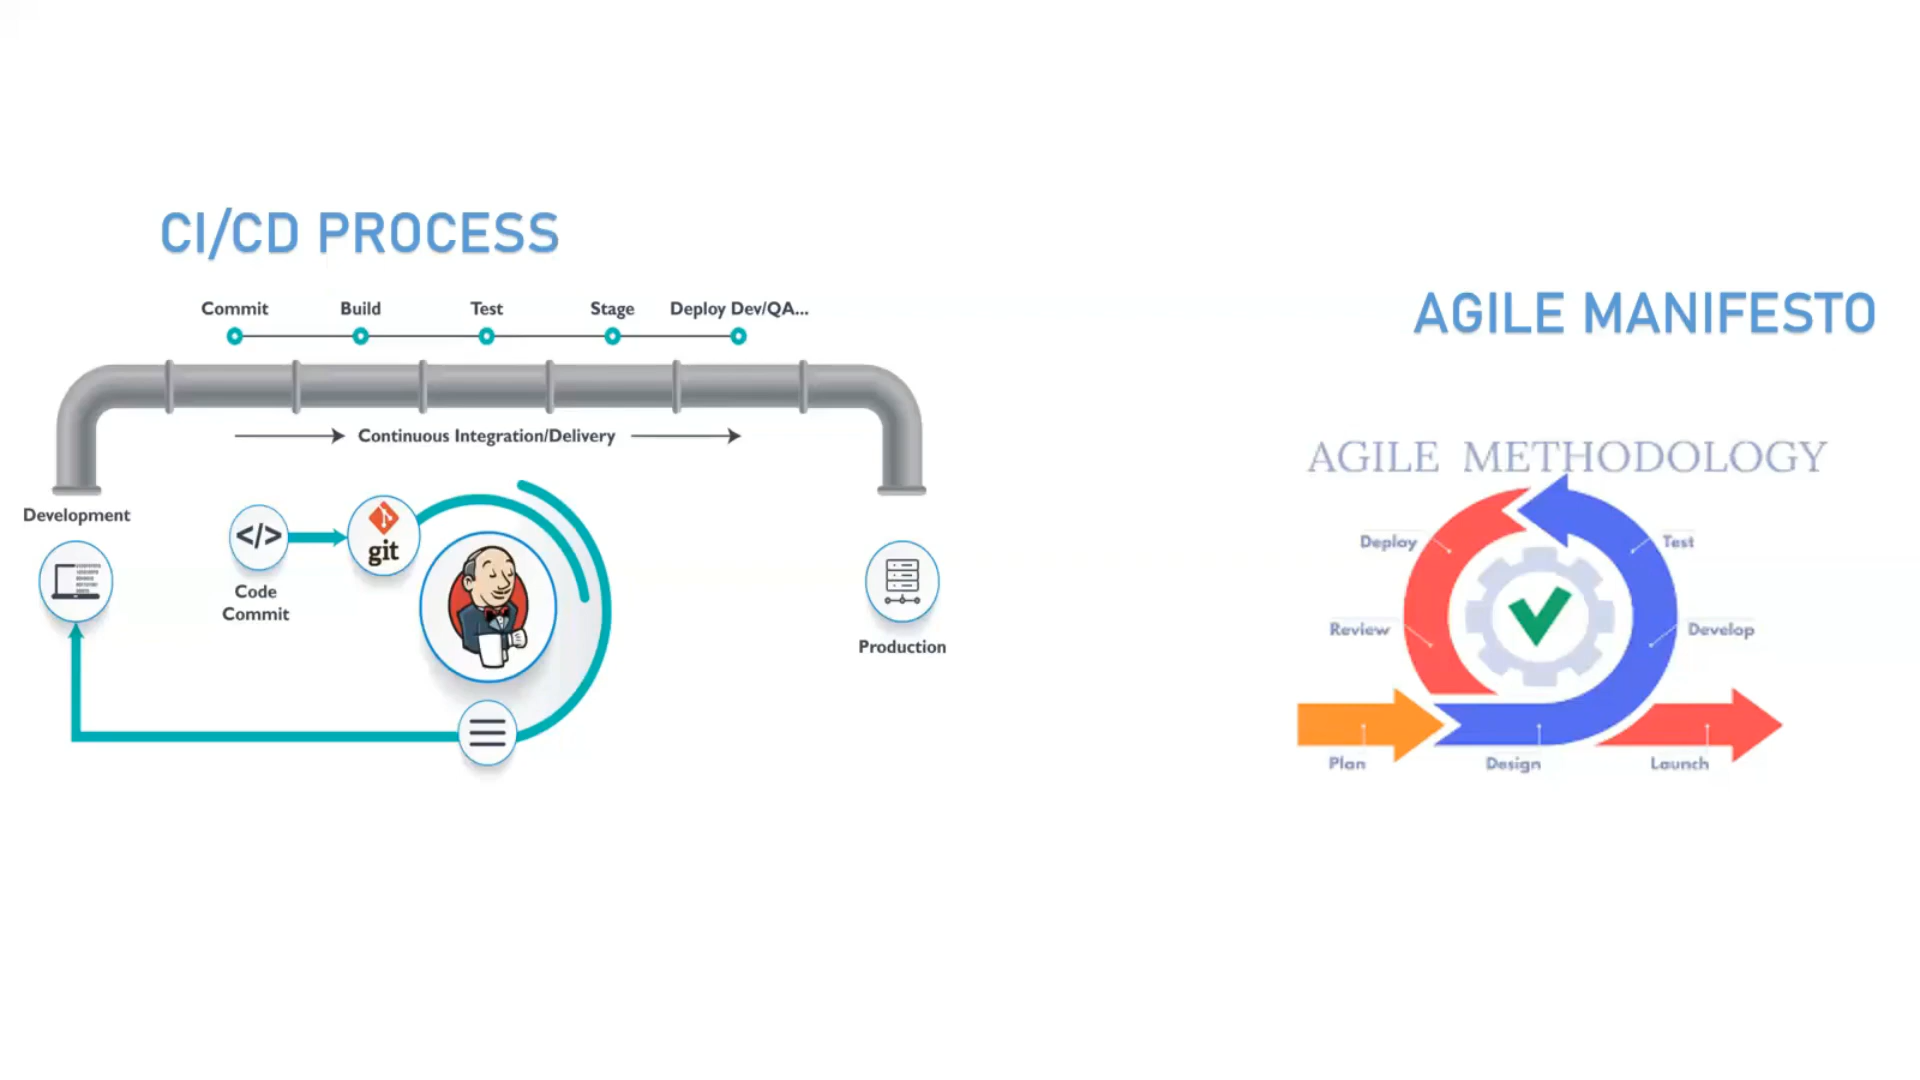 CI/CD PROCESS
Commit
Build
Test
Stage
Deploy Dev/QA...
Continuous Integration/Delivery
Development
</>
git
Code
Commit
Production
AGILE MANIFESTO
AGILE METHODOLOGY
Deploy
Test
Review
Develop
Plan
Design
Launch